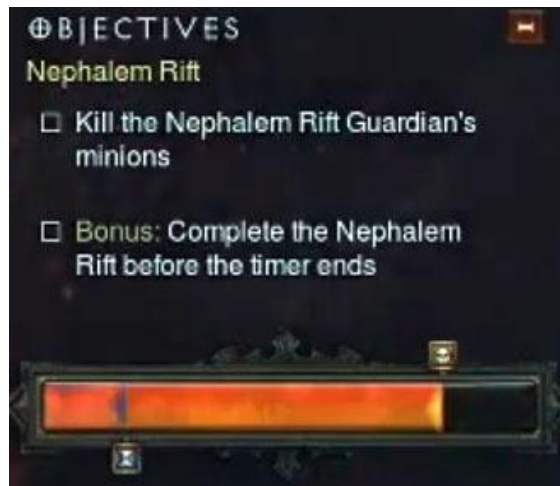 OBJECTIVES
Nephalem Rift
Kill the Nephalem Rift Guardian's
minions
Bonus: Complete the Nephalem
Rift before the timer ends